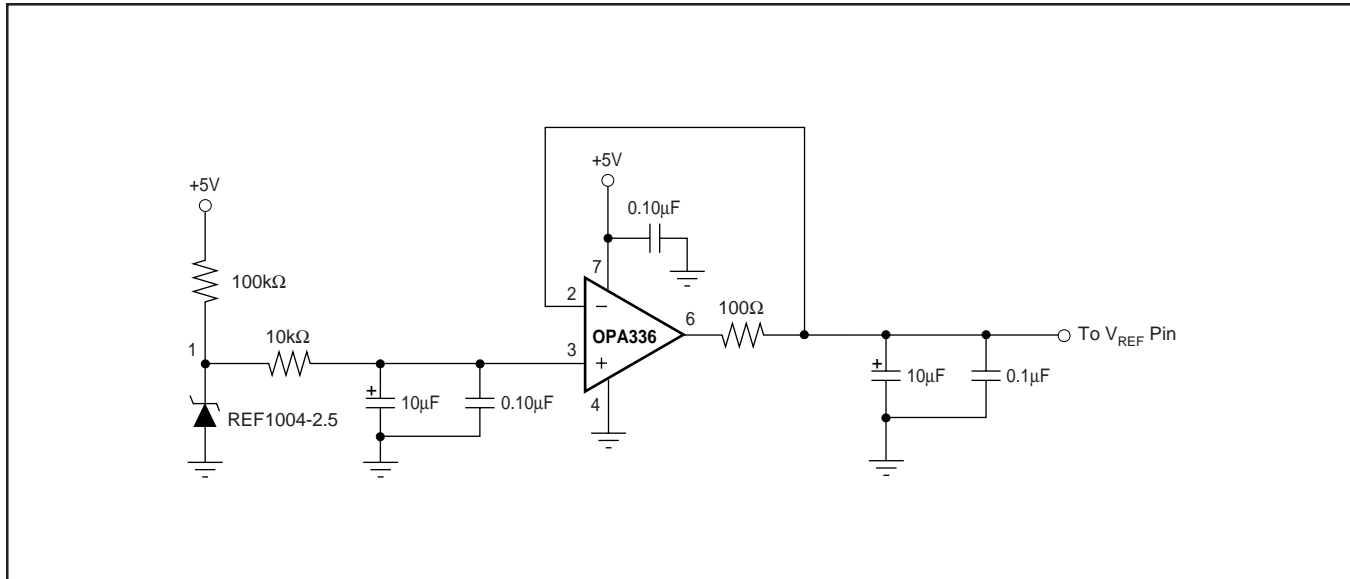 +5V
100kΩ
1
10kΩ
REF1004-2.5
+
10µF
0.10µF
+5V
0.10µF
7
2
−
OPA336
3
+
4
6
100Ω
+
10µF
0.1µF
To VREF Pin